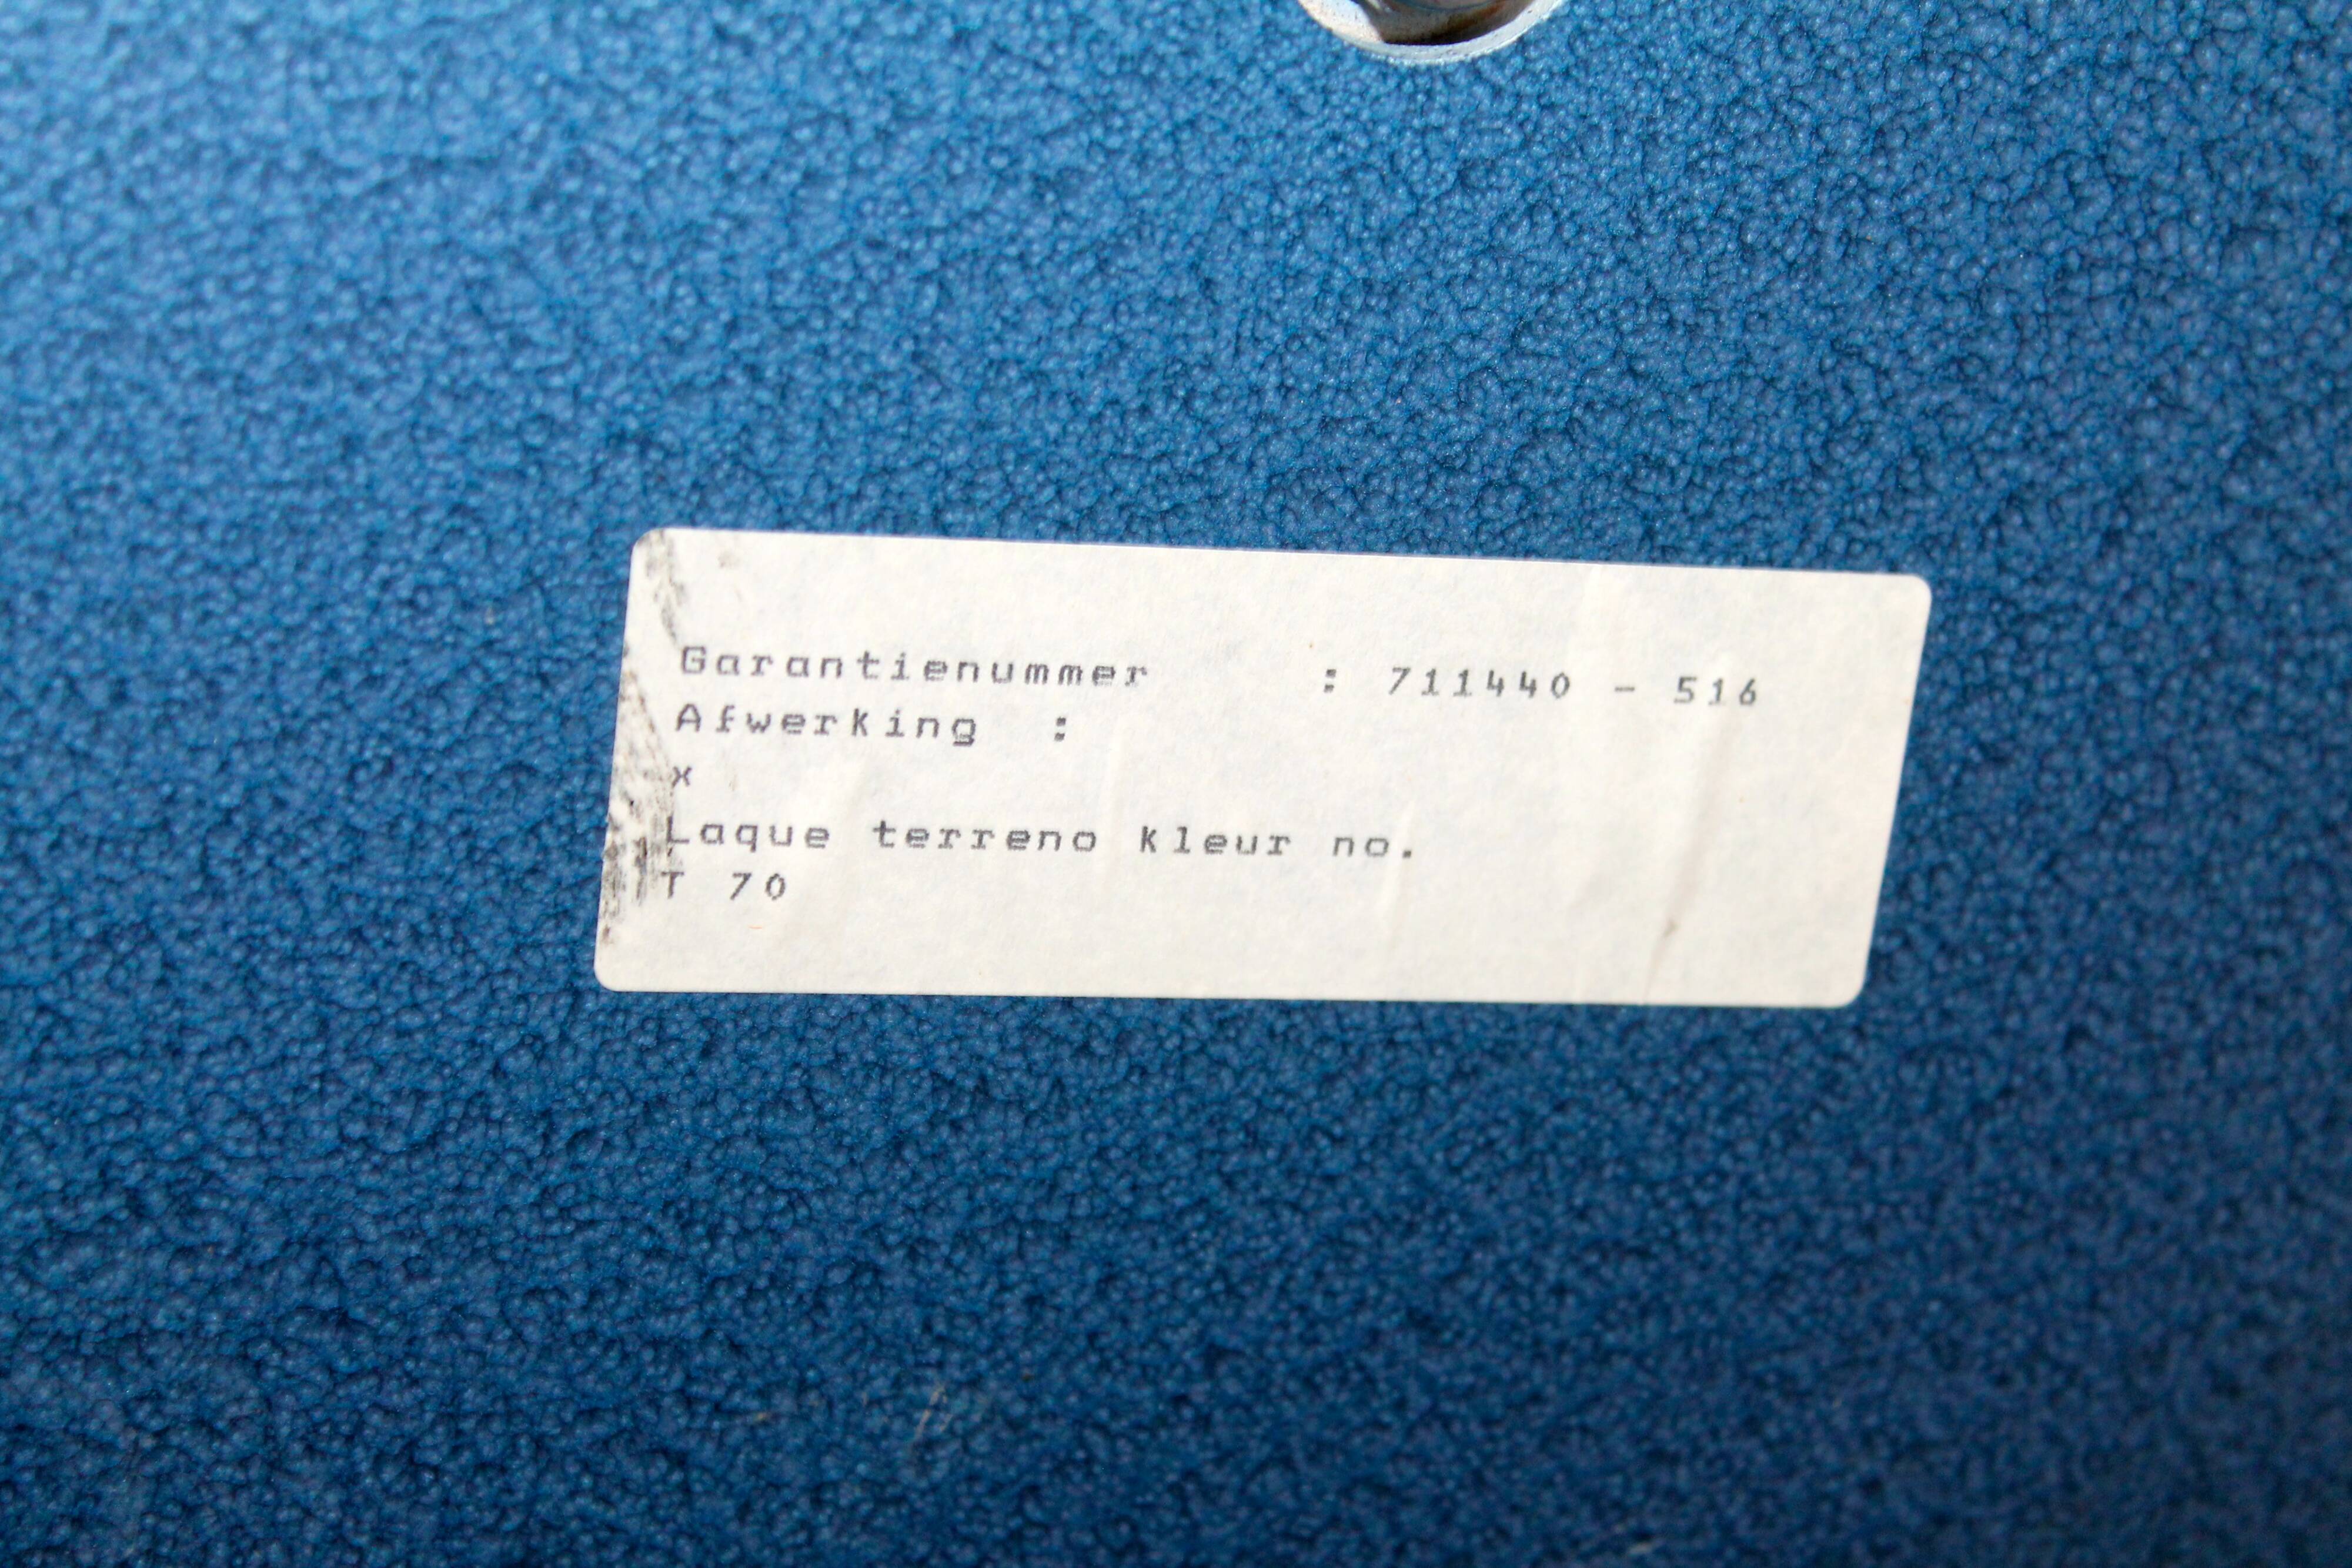 Garantienummer : 711440 - 516
Afwerking :
x
Laque terreno kleur no.
T 70